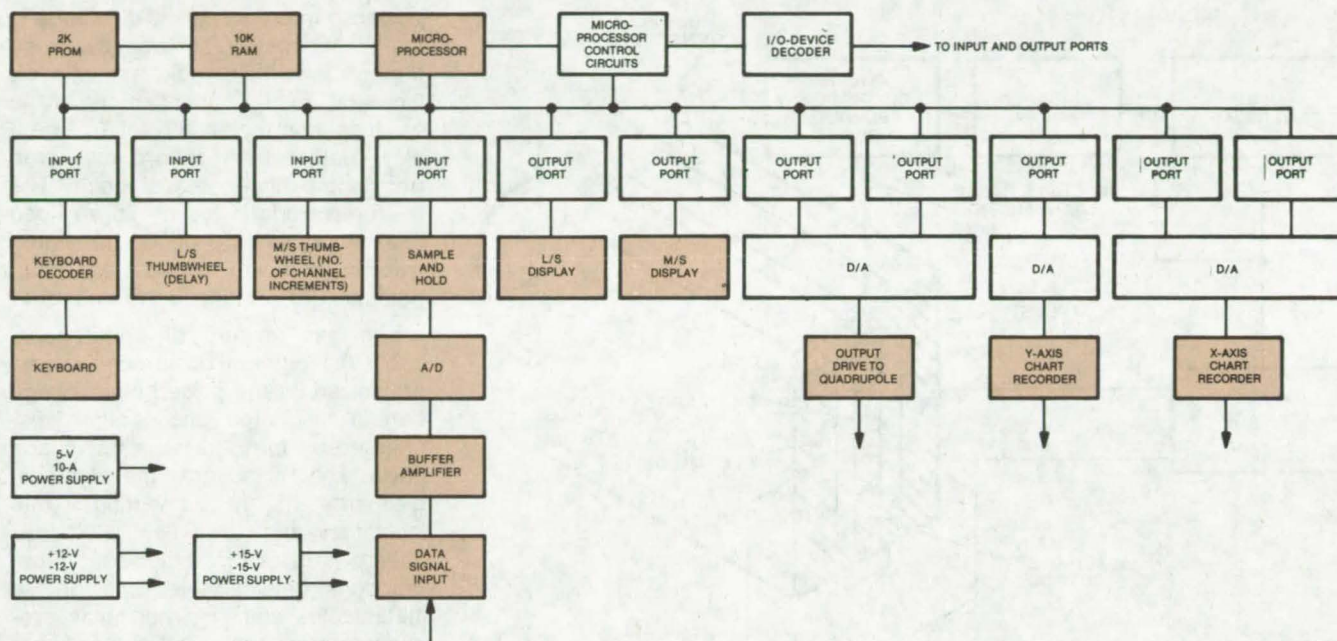 2K
PROM
10K
RAM
MICRO-
PROCESSOR
MICRO-
PROCESSOR
CONTROL
CIRCUITS
I/O-DEVICE
DECODER
TO INPUT AND OUTPUT PORTS
INPUT
PORT
INPUT
PORT
INPUT
PORT
INPUT
PORT
OUTPUT
PORT
OUTPUT
PORT
OUTPUT
PORT
OUTPUT
PORT
OUTPUT
PORT
OUTPUT
PORT
OUTPUT
PORT
KEYBOARD
DECODER
L/S
THUMBWHEEL
(DELAY)
M/S THUMB-
WHEEL (NO.
OF CHANNEL
INCREMENTS)
SAMPLE
AND
HOLD
L/S
DISPLAY
M/S
DISPLAY
D/A
D/A
D/A
KEYBOARD
A/D
OUTPUT
DRIVE TO
QUADRUPOLE
Y-AXIS
CHART
RECORDER
X-AXIS
CHART
RECORDER
5-V
10-A
POWER SUPPLY
BUFFER
AMPLIFIER
+12-V
-12-V
POWER SUPPLY
+15-V
-15-V
POWER SUPPLY
DATA
SIGNAL
INPUT